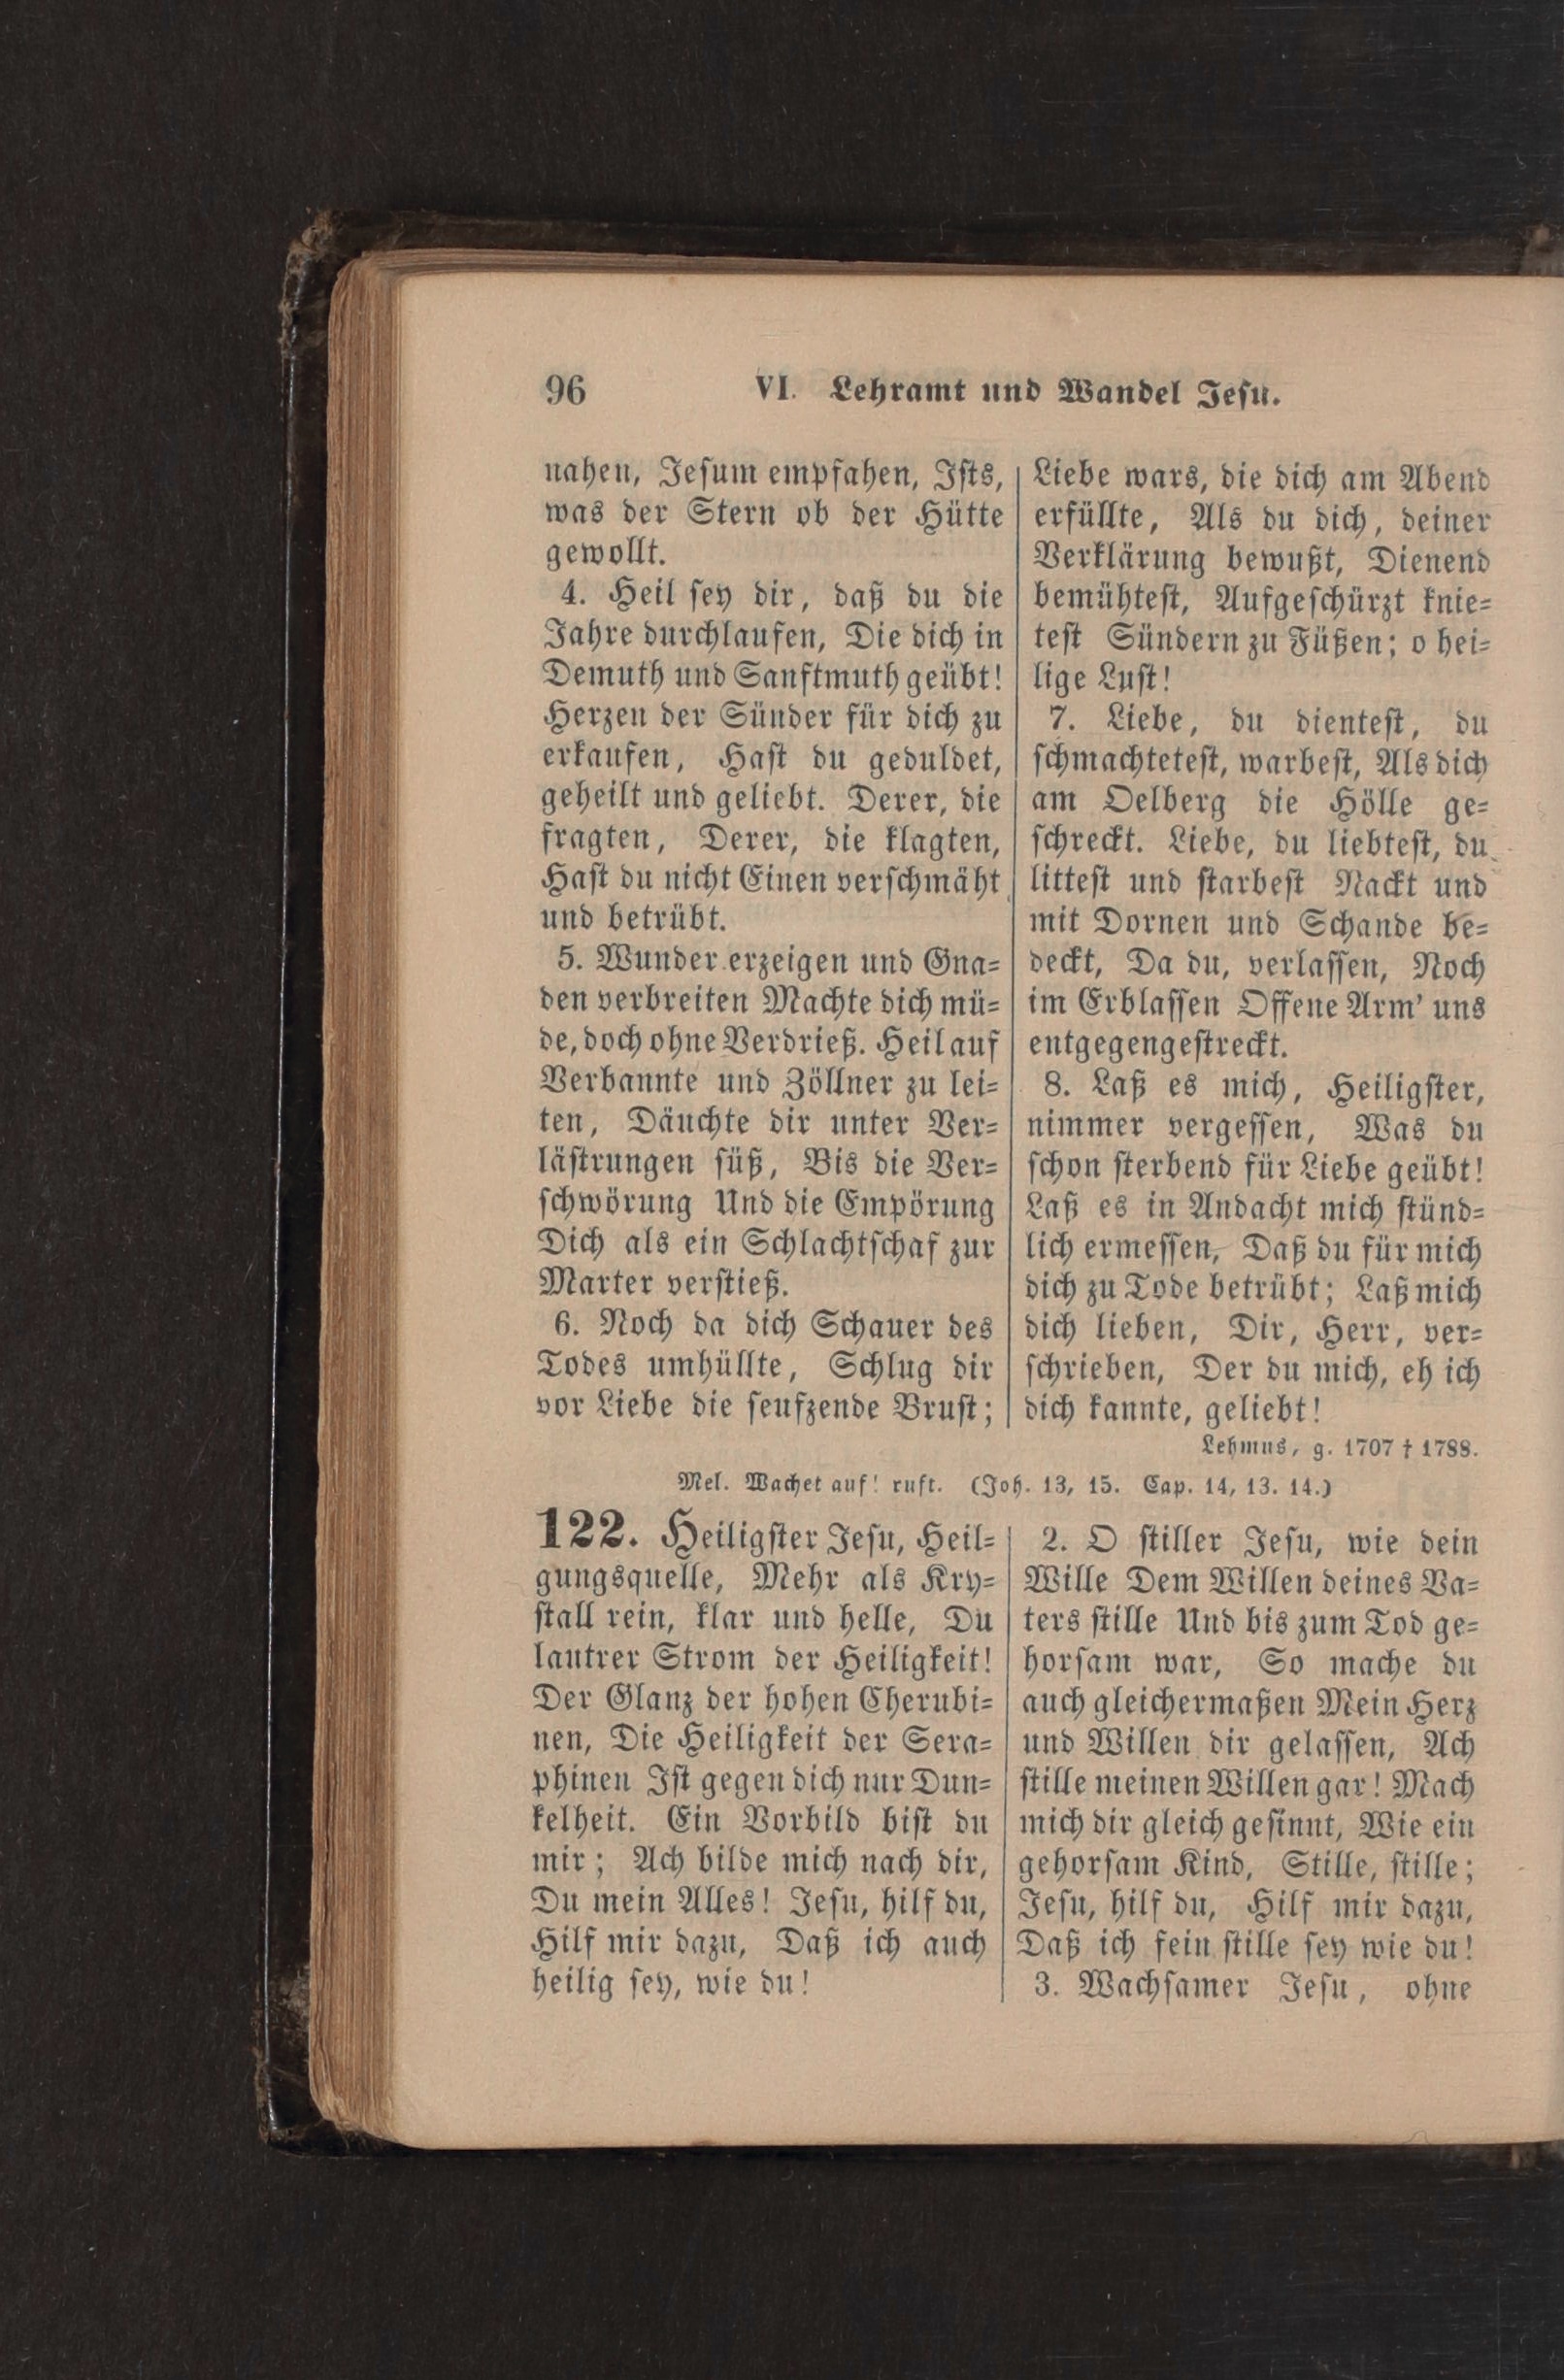 96 VI. Lehramt und Wandel Jesu.
nahen, Jesum empfahen, Ists,
was der Stern ob der Hütte
gewollt.
4. Heil sey dir, daß du die
Jahre durchlaufen, Die dich in
Demuth und Sanftmuth geübt!
Herzen der Sünder für dich zu
erkaufen, Hast du geduldet,
geheilt und geliebt. Derer, die
fragten, Derer, die klagten,
Hast du nicht Einen verschmäht
und betrübt.
5. Wunder erzeigen und Gna=
den verbreiten Machte dich mü=
de, doch ohne Verdrieß. Heil auf
Verbannte und Zöllner zu lei=
ten, Däuchte dir unter Ver=
lästrungen süß, Bis die Ver=
schwörung Und die Empörung
Dich als ein Schlachtschaf zur
Marter verstieß.
6. Noch da dich Schauer des
Todes umhüllte, Schlug dir
vor Liebe die seufzende Brust;
Liebe wars, die dich am Abend
erfüllte, Als du dich, deiner
Verklärung bewußt, Dienend
bemühtest, Aufgeschürzt knie=
test Sündern zu Füßen; o hei=
lige Lust!
7. Liebe, du dientest, du
schmachtetest, warbest, Als dich
am Oelberg die Hölle ge=
schreckt. Liebe, du liebtest, du
littest und starbest Nackt und
mit Dornen und Schande be=
deckt, Da du, verlassen, Noch
im Erblassen Offene Arm' uns
entgegengestreckt.
8. Laß es mich, Heiligster,
nimmer vergessen, Was du
schon sterbend für Liebe geübt!
Laß es in Andacht mich stünd=
lich ermessen, Daß du für mich
dich zu Tode betrübt; Laß mich
dich lieben, Dir, Herr, ver=
schrieben, Der du mich, eh ich
dich kannte, geliebt!
Lehmus, g. 1707 † 1788.
Mel. Wachet auf! ruft. (Joh. 13, 15. Cap. 14, 13. 14.)
122. Heiligster Jesu, Heil=
gungsquelle, Mehr als Kry=
stall rein, klar und helle, Du
lautrer Strom der Heiligkeit!
Der Glanz der hohen Cherubi=
nen, Die Heiligkeit der Sera=
phinen Ist gegen dich nur Dun=
kelheit. Ein Vorbild bist du
mir; Ach bilde mich nach dir,
Du mein Alles! Jesu, hilf du,
Hilf mir dazu, Daß ich auch
heilig sey, wie du!
2. O stiller Jesu, wie dein
Wille Dem Willen deines Va=
ters stille Und bis zum Tod ge=
horsam war, So mache du
auch gleichermaßen Mein Herz
und Willen dir gelassen, Ach
stille meinen Willen gar! Mach
mich dir gleich gesinnt, Wie ein
gehorsam Kind, Stille, stille;
Jesu, hilf du, Hilf mir dazu,
Daß ich fein stille sey wie du!
3. Wachsamer Jesu, ohne